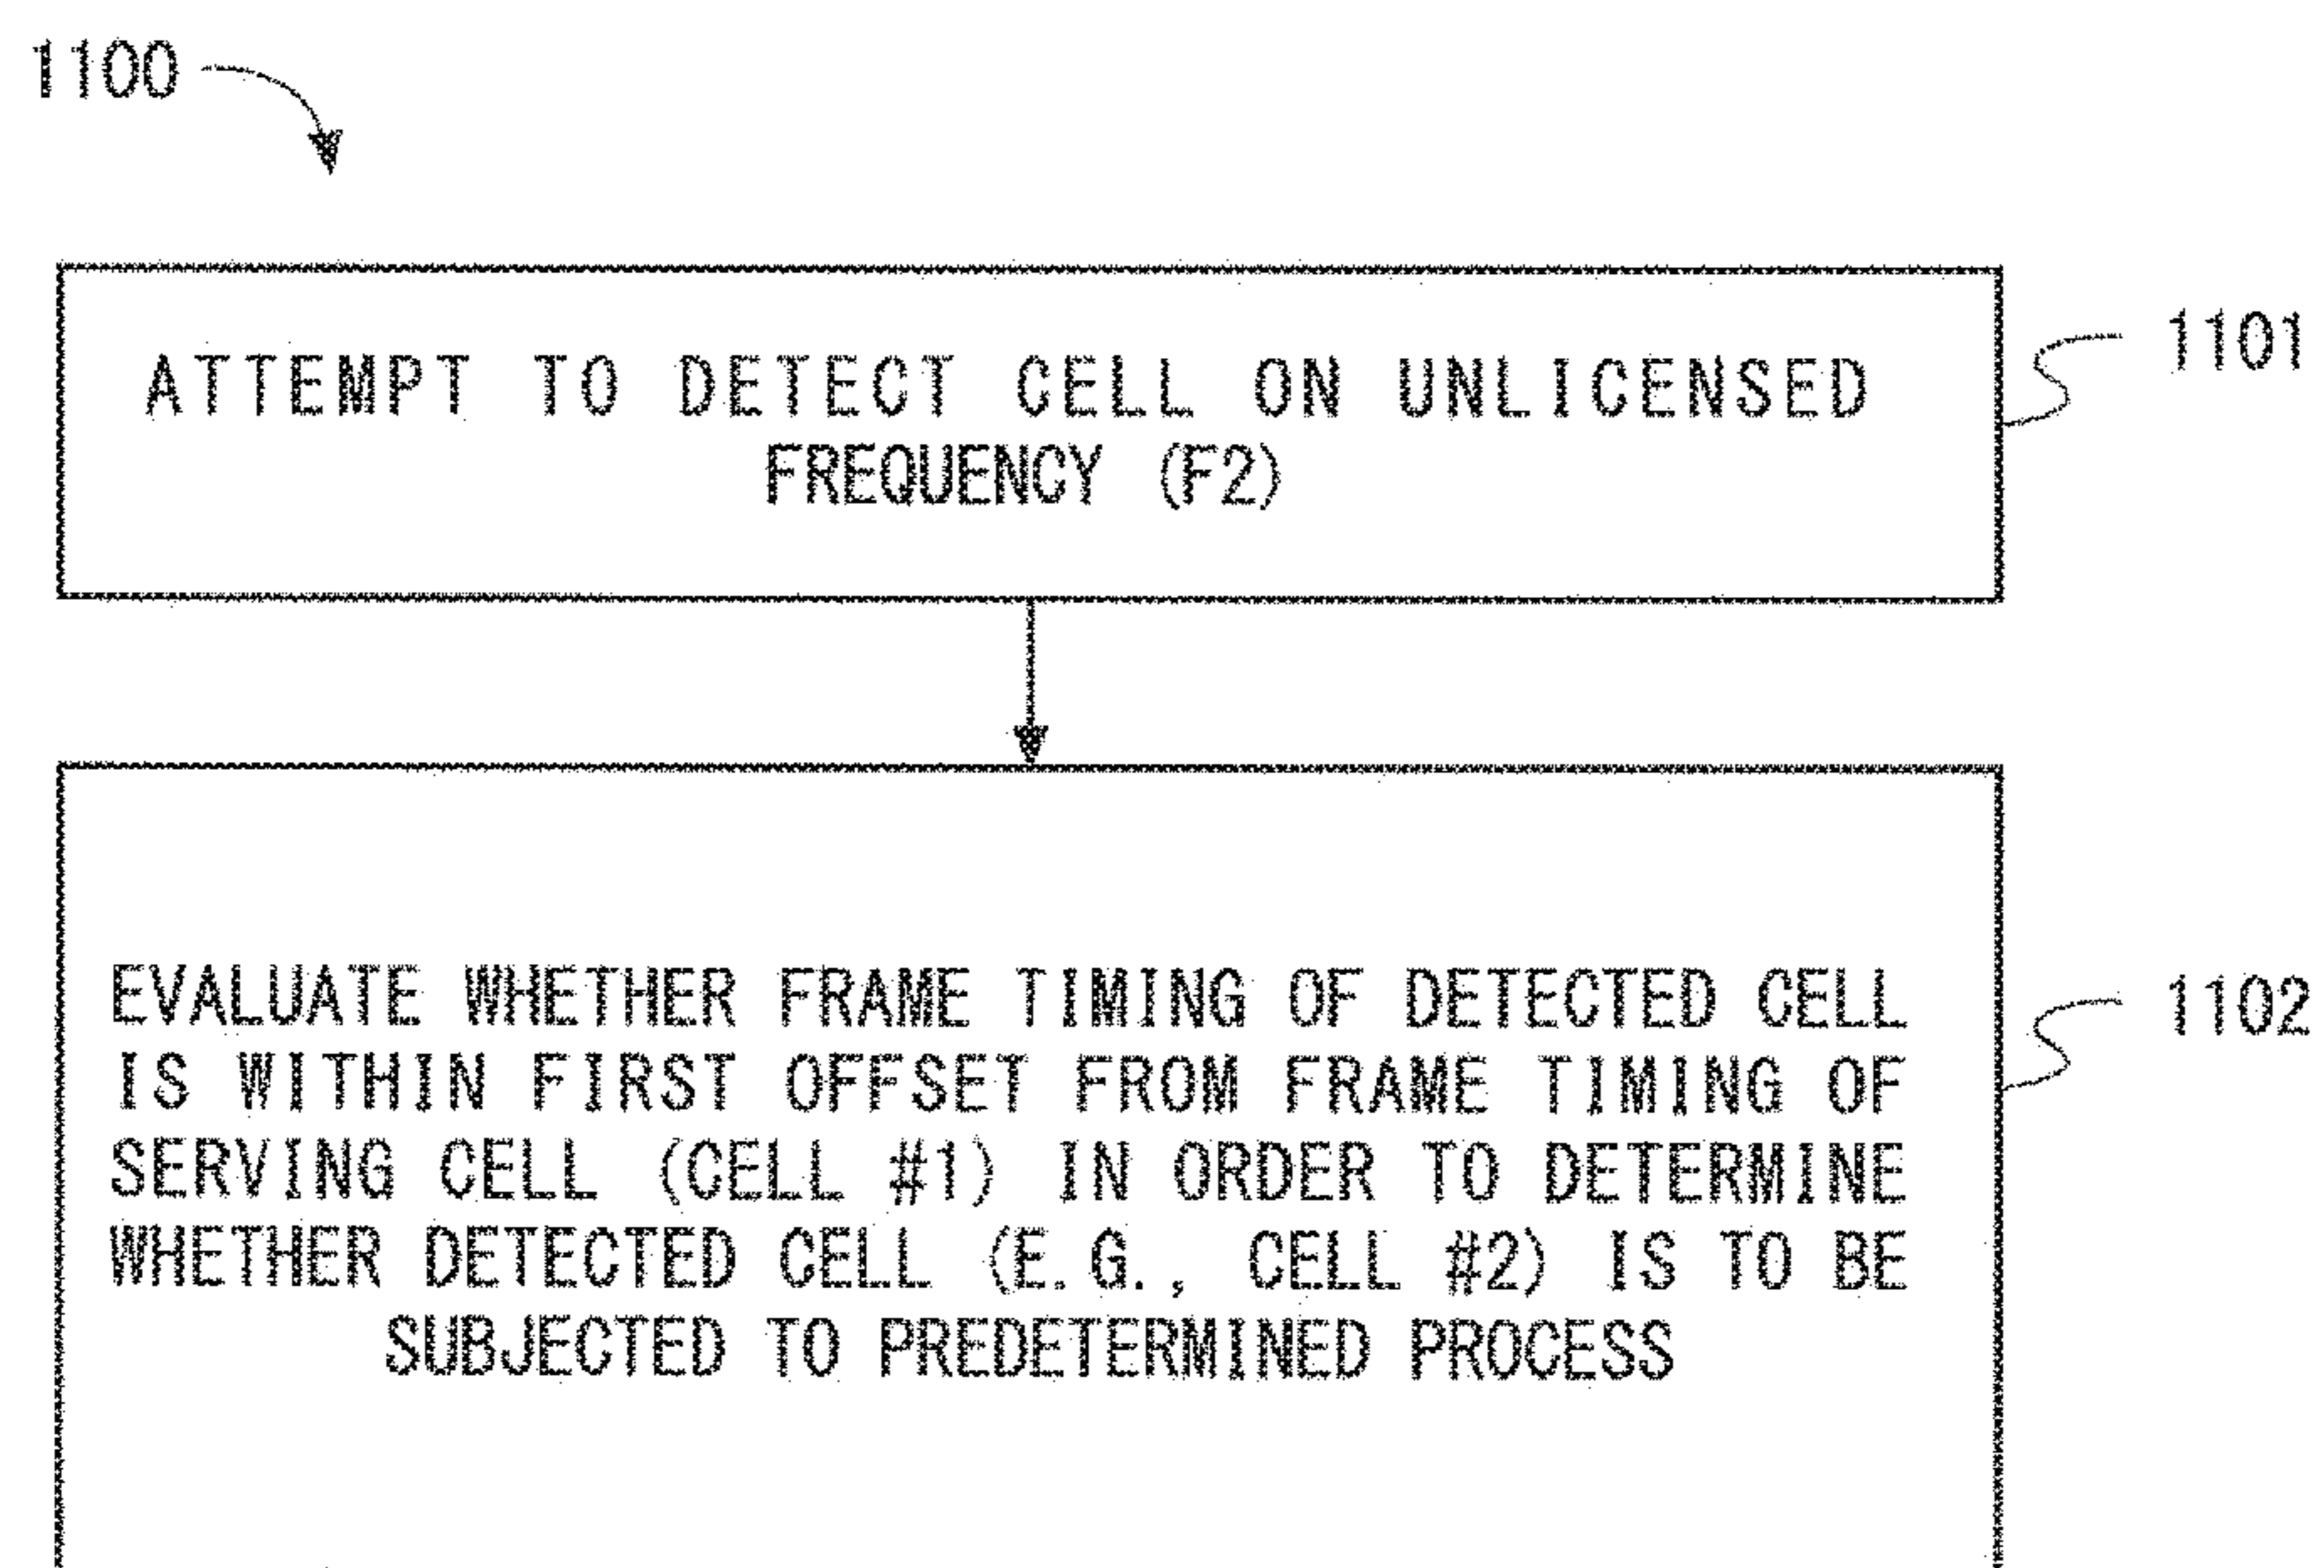 1100
ATTEMPT TO DETECT CELL ON UNLICENSED
FREQUENCY (F2)
1101
EVALUATE WHETHER FRAME TIMING OF DETECTED CELL
IS WITHIN FIRST OFFSET FROM FRAME TIMING OF
SERVING CELL (CELL #1) IN ORDER TO DETERMINE
WHETHER DETECTED CELL (E.G., CELL #2) IS TO BE
SUBJECTED TO PREDETERMINED PROCESS
1102